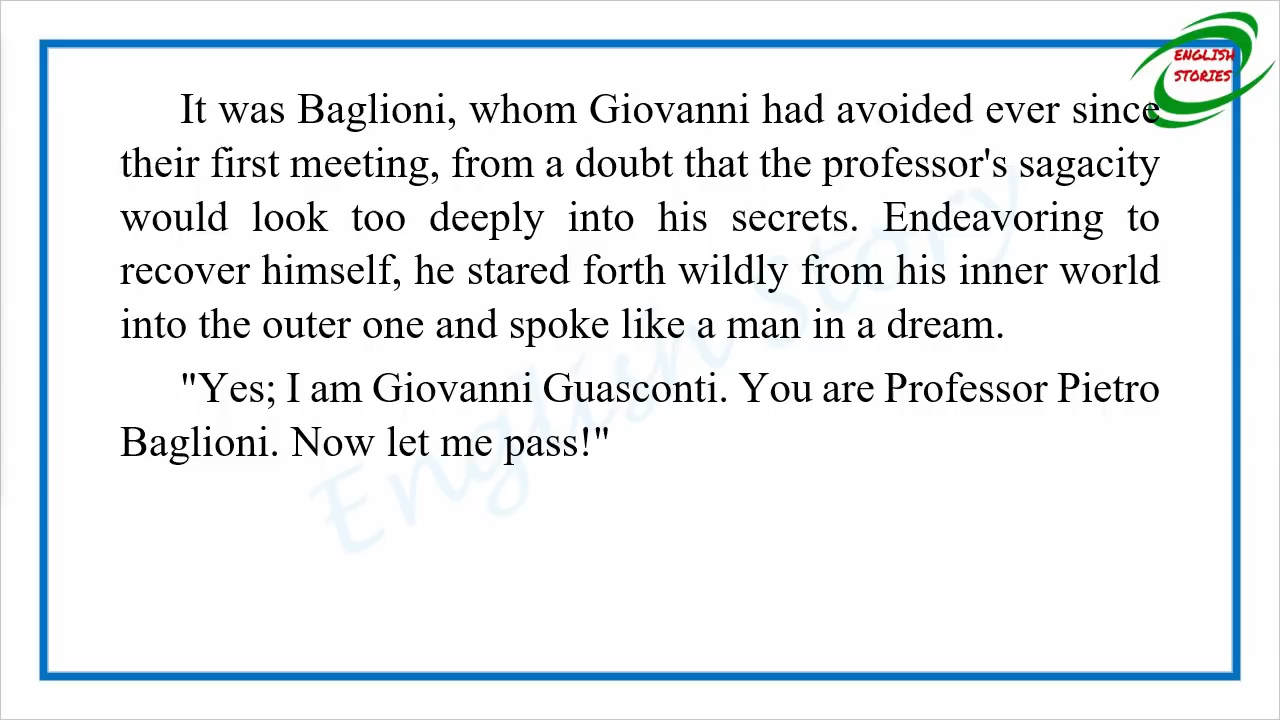 ENGLISH
STORIES
It was Baglioni, whom Giovanni had avoided ever since
their first meeting, from a doubt that the professor's sagacity
would look too deeply into his secrets. Endeavoring to
recover himself, he stared forth wildly from his inner world
into the outer one and spoke like a man in a dream.
"Yes; I am Giovanni Guasconti. You are Professor Pietro
Baglioni. Now let me pass!"
English Story